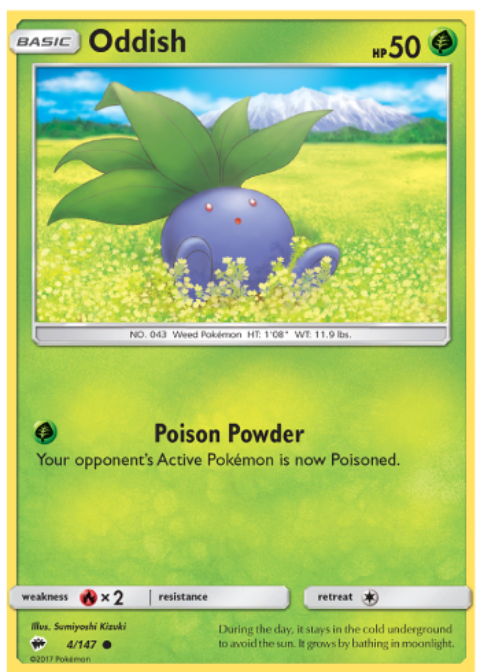 BASIC Oddish HP 50
NO. 043 Weed Pokémon HT: 1'08" WT: 11.9 lbs.
Poison Powder
Your opponent's Active Pokémon is now Poisoned.
weakness ×2 resistance retreat
Illus. Sumiyoshi Kizuki
4/147
©2017 Pokémon
During the day, it stays in the cold underground
to avoid the sun. It grows by bathing in moonlight.